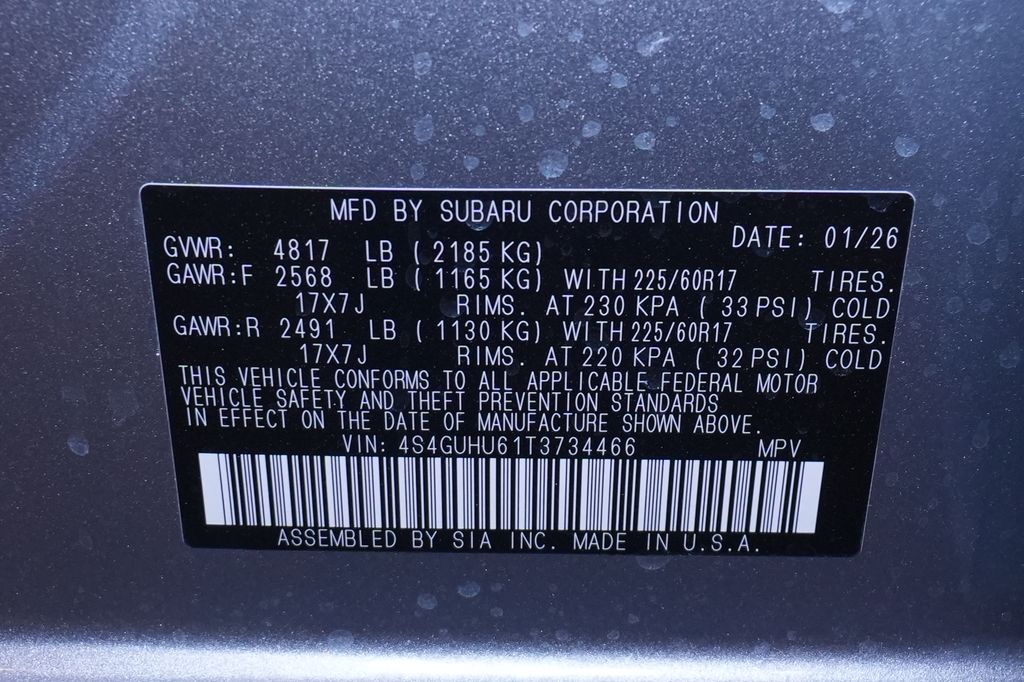 MFD BY SUBARU CORPORATION
DATE: 01/26
GVWR: 4817 LB (2185 KG)
GAWR:F 2568 LB (1165 KG) WITH 225/60R17 TIRES.
17X7J RIMS. AT 230 KPA (33 PSI) COLD
GAWR:R 2491 LB (1130 KG) WITH 225/60R17 TIRES.
17X7J RIMS. AT 220 KPA (32 PSI) COLD
THIS VEHICLE CONFORMS TO ALL APPLICABLE FEDERAL MOTOR
VEHICLE SAFETY AND THEFT PREVENTION STANDARDS
IN EFFECT ON THE DATE OF MANUFACTURE SHOWN ABOVE.
VIN: 4S4GUHU61T3734466 MPV
ASSEMBLED BY SIA INC. MADE IN U.S.A.